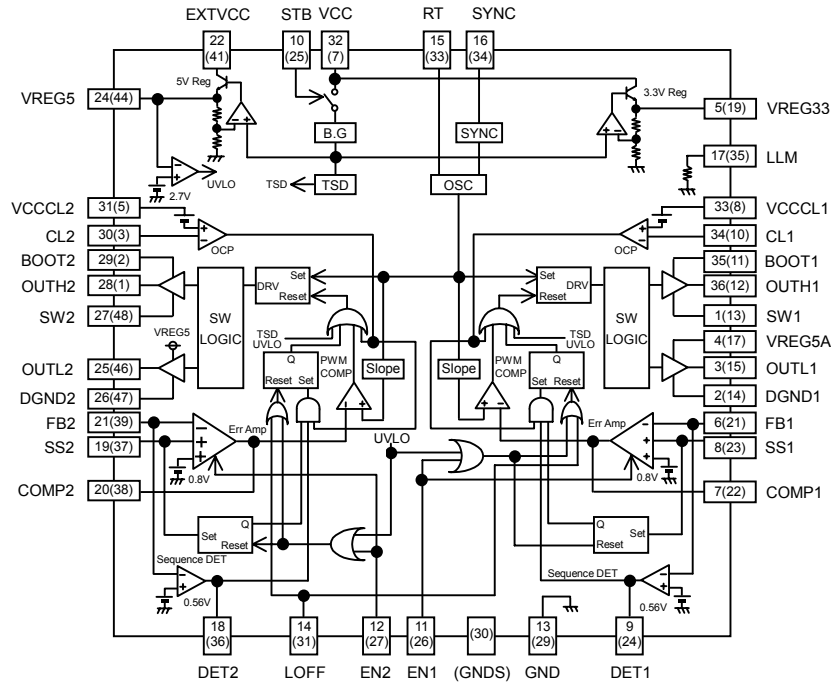 EXTVCC STB VCC RT SYNC
22 (41)
10 (25)
32 (7)
15 (33)
16 (34)
5V Reg
3.3V Reg
VREG5 24(44)
5(19) VREG33
B.G
SYNC
17(35) LLM
TSD
TSD
OSC
UVLO
2.7V
VCCCL2 31(5)
33(8) VCCCL1
CL2 30(3)
34(10) CL1
OCP
OCP
BOOT2 29(2)
35(11) BOOT1
OUTH2 28(1)
36(12) OUTH1
SW2 27(48)
1(13) SW1
SW LOGIC
DRV
Set
Reset
Set
Reset
DRV
SW LOGIC
VREG5
TSD
UVLO
TSD
UVLO
4(17) VREG5A
OUTL2 25(46)
3(15) OUTL1
DGND2 26(47)
2(14) DGND1
Q
Reset Set
PWM COMP
Slope
Slope
PWM COMP
Q
Set Reset
FB2 21(39)
6(21) FB1
SS2 19(37)
8(23) SS1
Err Amp
UVLO
Err Amp
0.8V
0.8V
COMP2 20(38)
7(22) COMP1
Q
Set
Reset
Q
Set
Reset
Sequence DET
Sequence DET
0.56V
0.56V
18 (36)
14 (31)
12 (27)
11 (26)
(30)
13 (29)
9 (24)
DET2 LOFF EN2 EN1 (GNDS) GND DET1